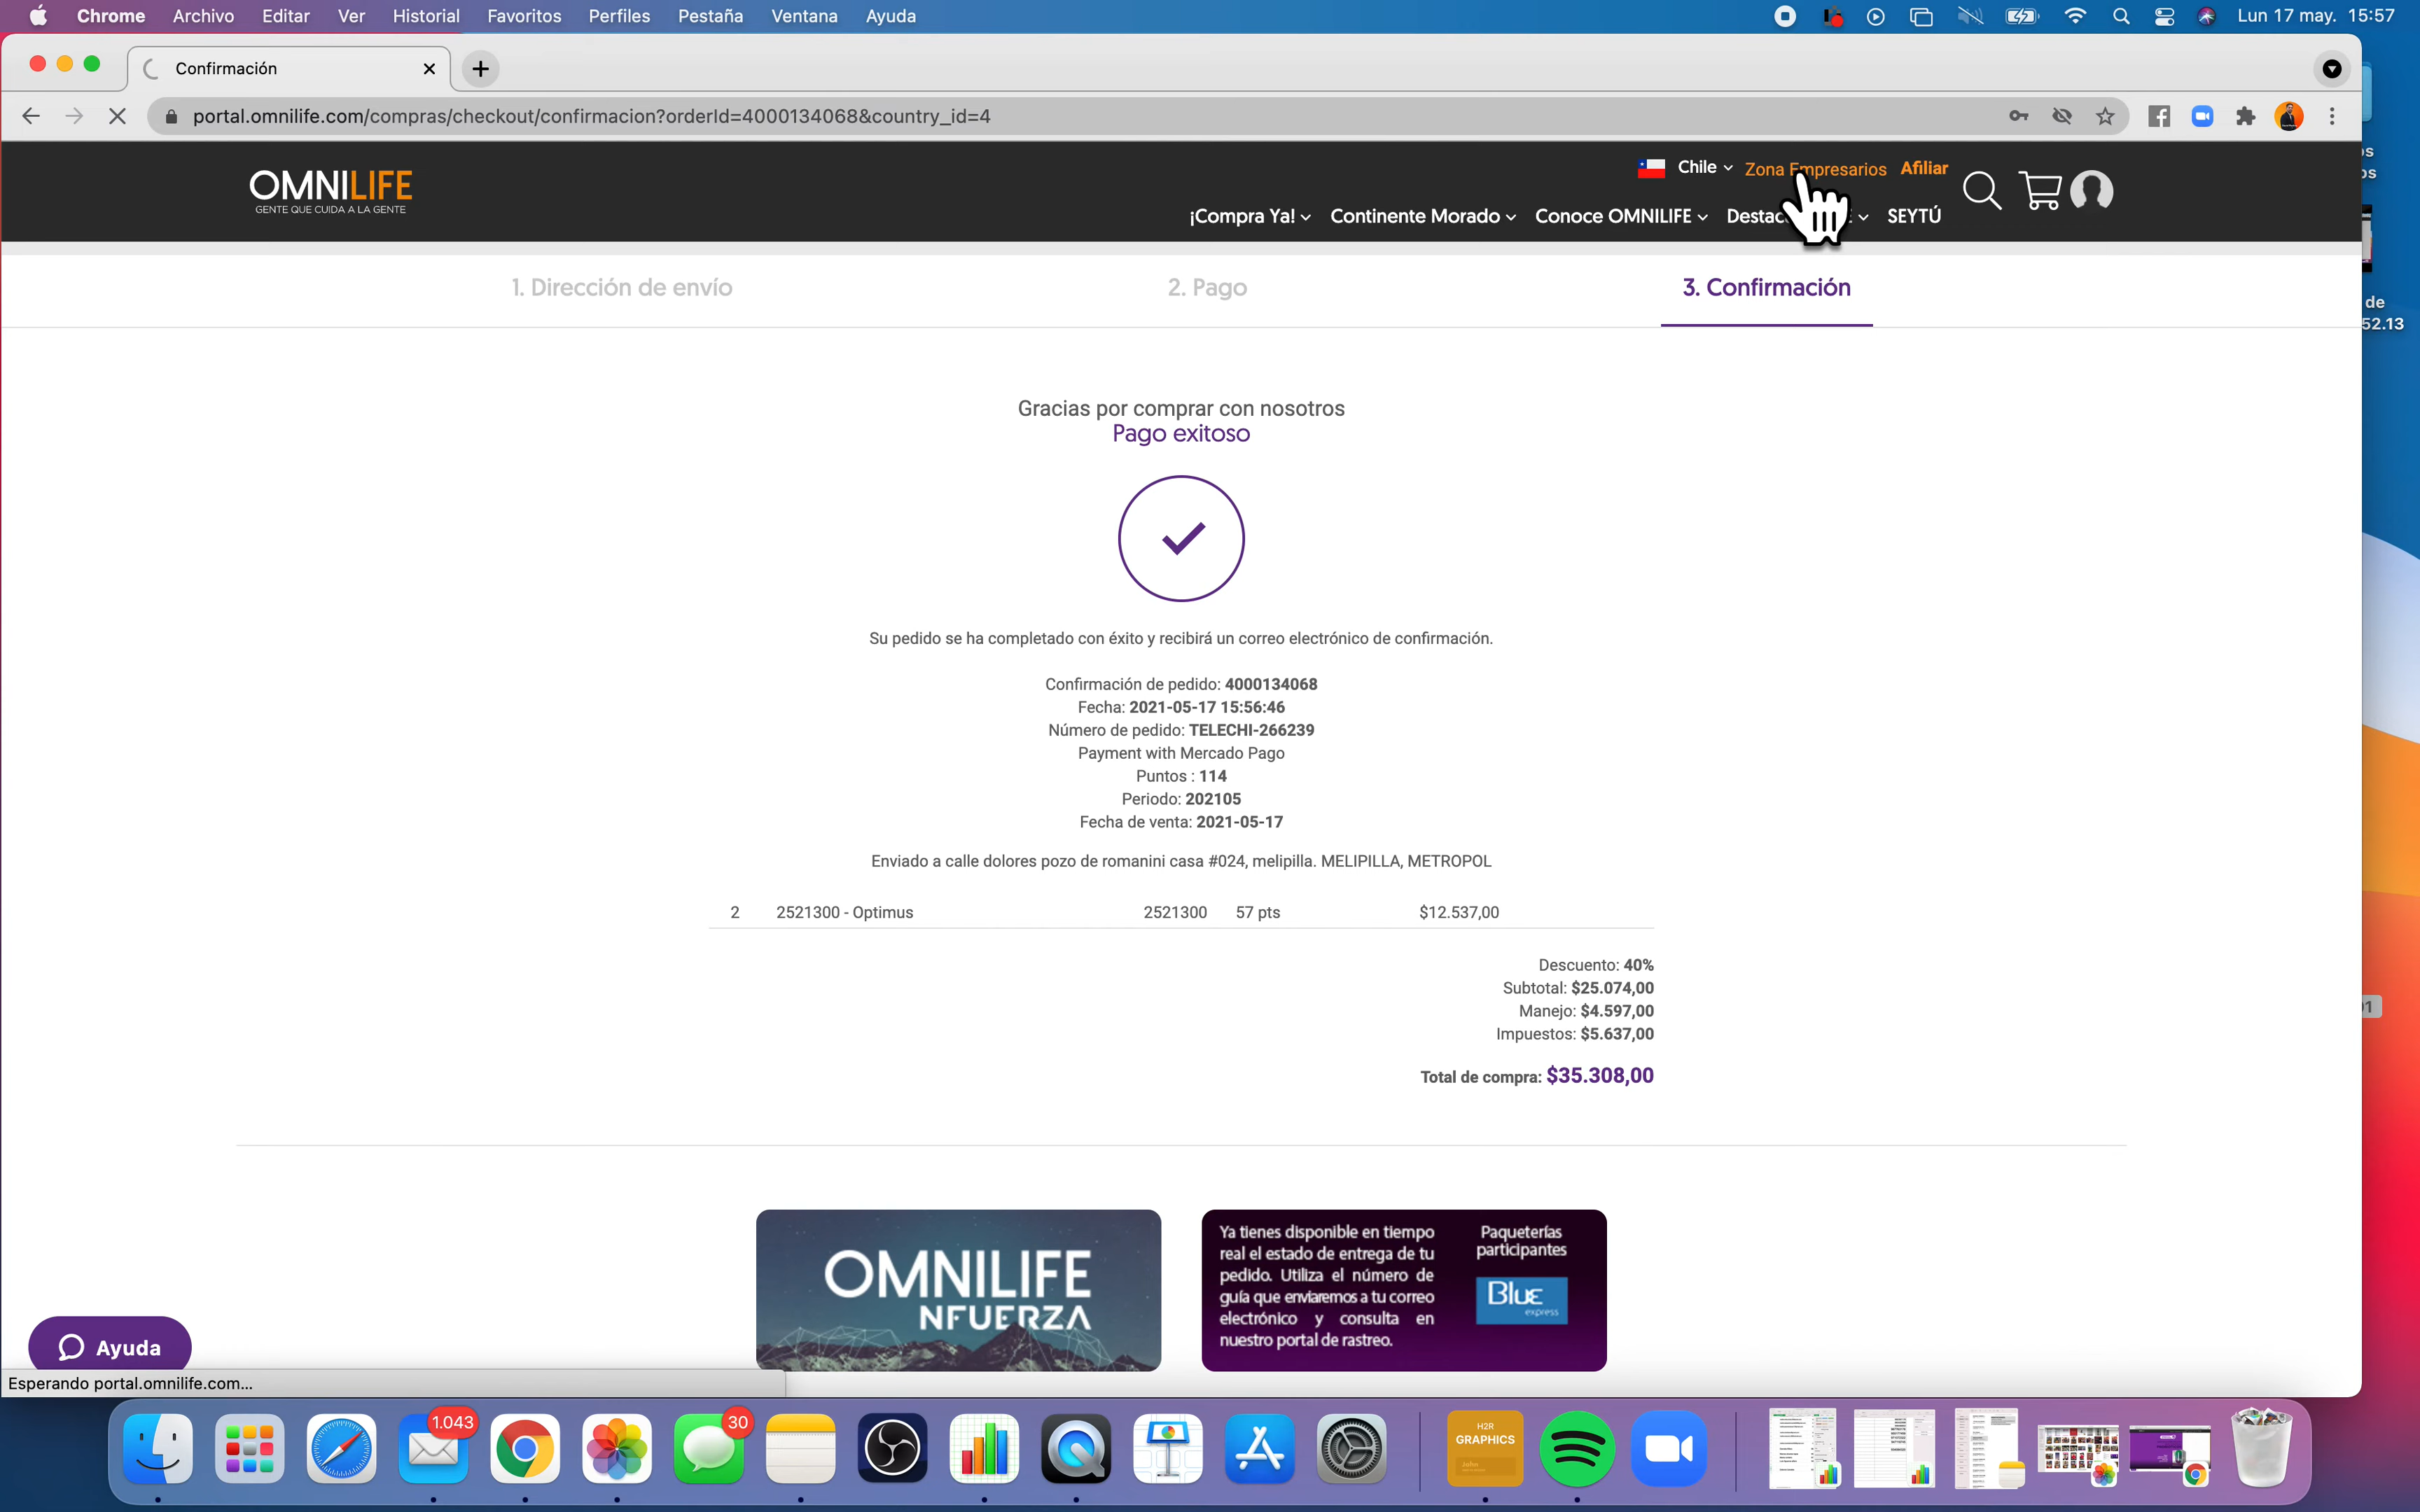 Chrome Archivo Editar Ver Historial Favoritos Perfiles Pestaña Ventana Ayuda Lun 17 may. 15:57
Confirmación
portal.omnilife.com/compras/checkout/confirmacion?orderId=4000134068&country_id=4
OMNILIFE
GENTE QUE CUIDA A LA GENTE
Chile Zona Empresarios Afiliar
¡Compra Ya! Continente Morado Conoce OMNILIFE SEYTÚ
1. Dirección de envío 2. Pago 3. Confirmación
de
52.13
Gracias por comprar con nosotros
Pago exitoso
Su pedido se ha completado con éxito y recibirá un correo electrónico de confirmación.
Confirmación de pedido: 4000134068
Fecha: 2021-05-17 15:56:46
Número de pedido: TELECHI-266239
Payment with Mercado Pago
Puntos : 114
Periodo: 202105
Fecha de venta: 2021-05-17
Enviado a calle dolores pozo de romanini casa #024, melipilla. MELIPILLA, METROPOL
2 2521300 - Optimus 2521300 57 pts $12.537,00
Descuento: 40%
Subtotal: $25.074,00
Manejo: $4.597,00
Impuestos: $5.637,00
Total de compra: $35.308,00
OMNILIFE
NFUERZA
Ya tienes disponible en tiempo
real el estado de entrega de tu
pedido. Utiliza el número de
guía que enviaremos a tu correo
electrónico y consulta en
nuestro portal de rastreo.
Paqueterías
participantes
Blue
express
Ayuda
Esperando portal.omnilife.com...
1.043
30
H2R
GRAPHICS
John